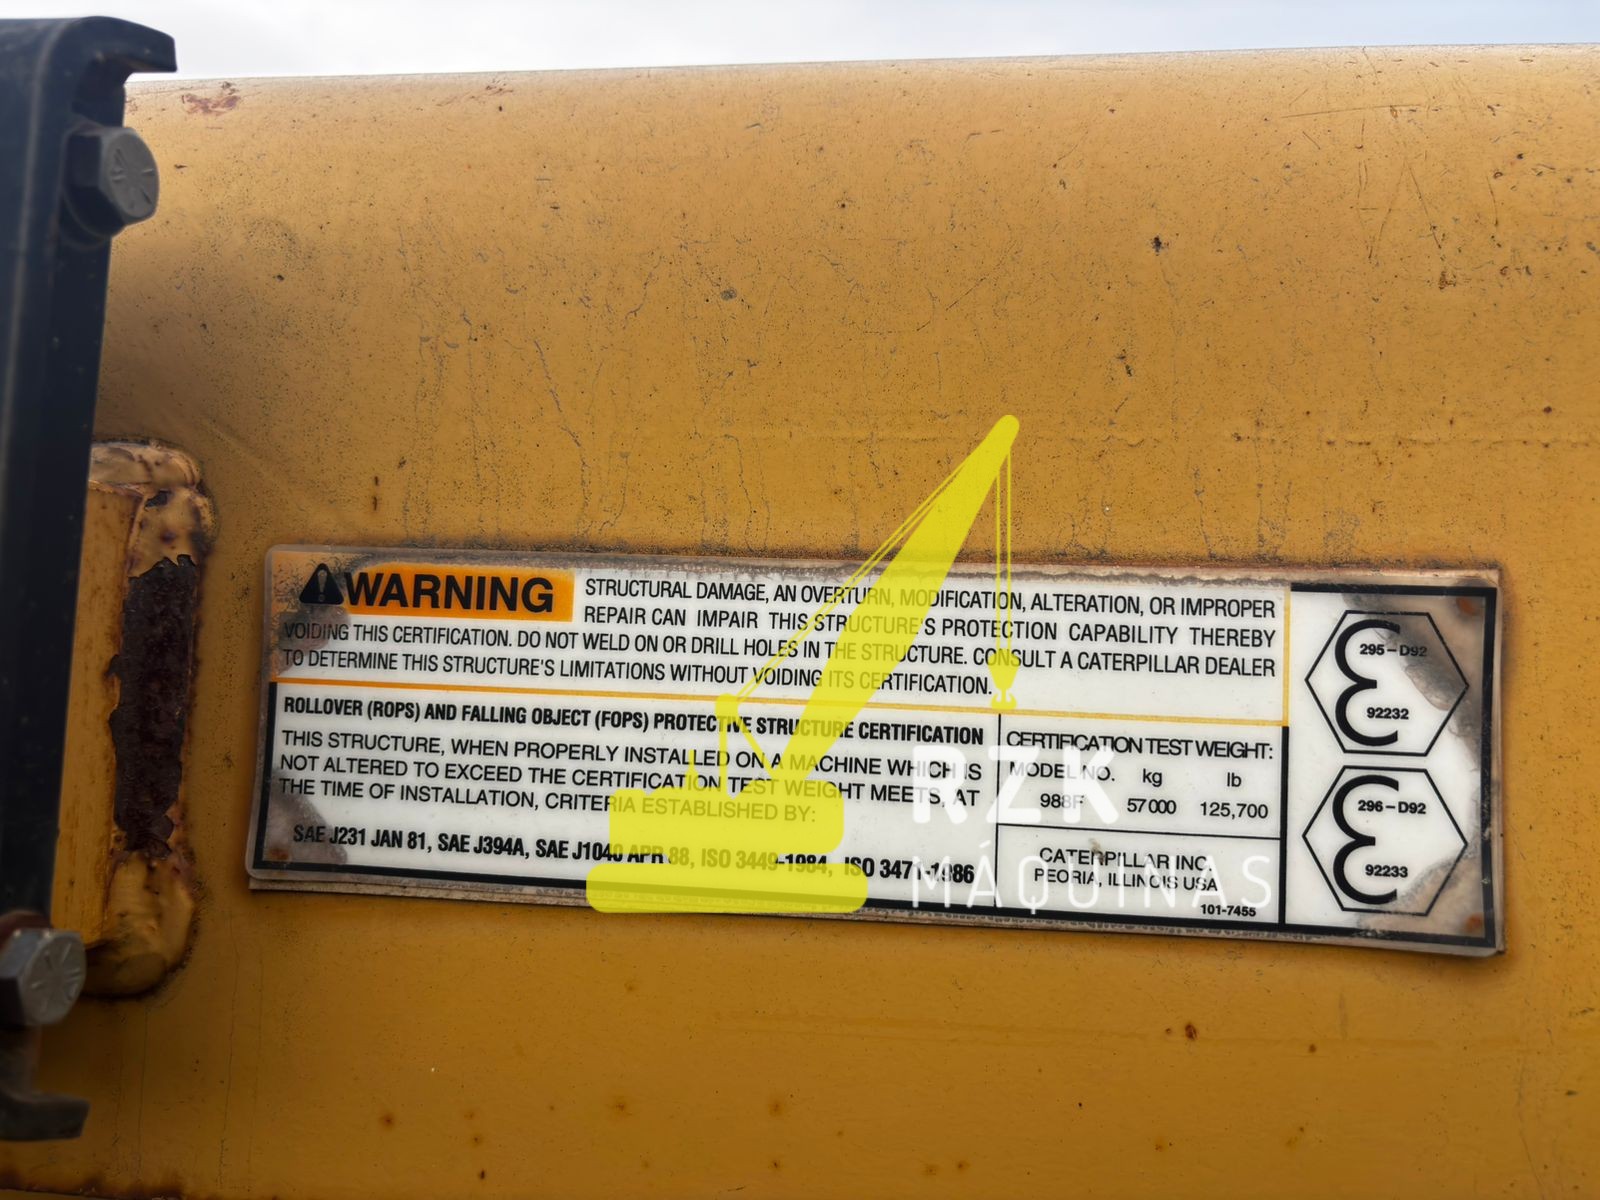 WARNING
STRUCTURAL DAMAGE, AN OVERTURN, MODIFICATION, ALTERATION, OR IMPROPER
REPAIR CAN IMPAIR THIS STRUCTURE'S PROTECTION CAPABILITY THEREBY
VOIDING THIS CERTIFICATION. DO NOT WELD ON OR DRILL HOLES IN THE STRUCTURE. CONSULT A CATERPILLAR DEALER
TO DETERMINE THIS STRUCTURE'S LIMITATIONS WITHOUT VOIDING ITS CERTIFICATION.
ROLLOVER (ROPS) AND FALLING OBJECT (FOPS) PROTECTIVE STRUCTURE CERTIFICATION
THIS STRUCTURE, WHEN PROPERLY INSTALLED ON A MACHINE WHICH IS
NOT ALTERED TO EXCEED THE CERTIFICATION TEST WEIGHT MEETS, AT
THE TIME OF INSTALLATION, CRITERIA ESTABLISHED BY:
SAE J231 JAN 81, SAE J394A, SAE J1040 APR 88, ISO 3449-1984, ISO 3471-1986
CERTIFICATION TEST WEIGHT:
MODEL NO. kg lb
988F 57000 125,700
CATERPILLAR INC.
PEORIA, ILLINOIS USA
101-7455
295-D92
92232
296-D92
92233
RZK
MÁQUINAS